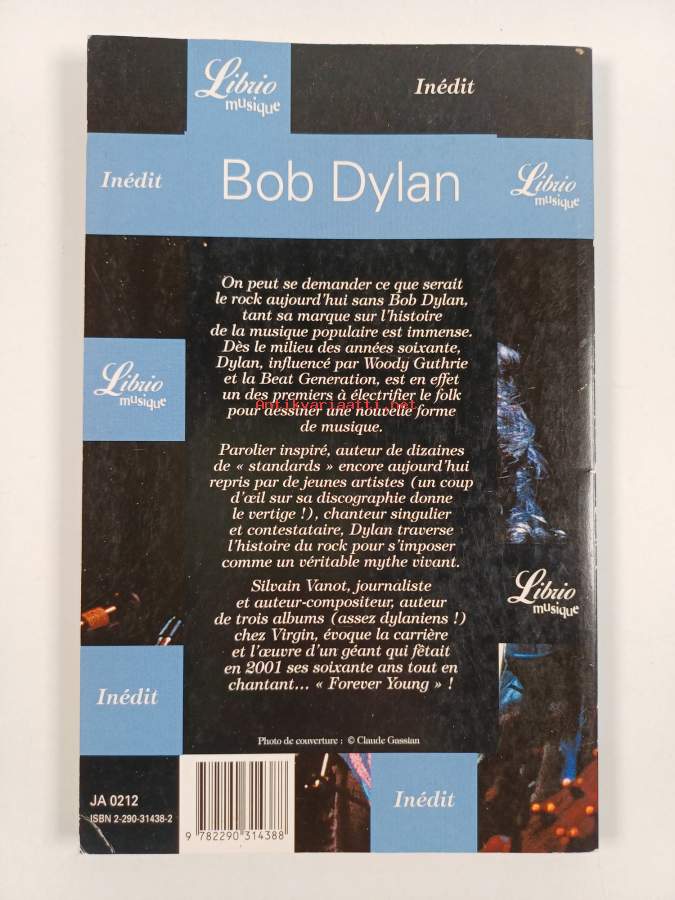 Librio
musique
Inédit
Inédit
Bob Dylan
Librio
musique
On peut se demander ce que serait
le rock aujourd'hui sans Bob Dylan,
tant sa marque sur l'histoire
de la musique populaire est immense.
Dès le milieu des années soixante,
Dylan, influencé par Woody Guthrie
et la Beat Generation, est en effet
un des premiers à électrifier le folk
Antikvariaatti.net
pour dessiner une nouvelle forme
de musique.
Librio
musique
Parolier inspiré, auteur de dizaines
de « standards » encore aujourd'hui
repris par de jeunes artistes (un coup
d'œil sur sa discographie donne
le vertige !), chanteur singulier
et contestataire, Dylan traverse
l'histoire du rock pour s'imposer
comme un véritable mythe vivant.
Silvain Vanot, journaliste
et auteur-compositeur, auteur
de trois albums (assez dylaniens !)
chez Virgin, évoque la carrière
et l'œuvre d'un géant qui fêtait
en 2001 ses soixante ans tout en
chantant... « Forever Young » !
Librio
musique
Inédit
Photo de couverture : © Claude Gassian
JA 0212
ISBN 2-290-31438-2
9 782290 314388
Inédit